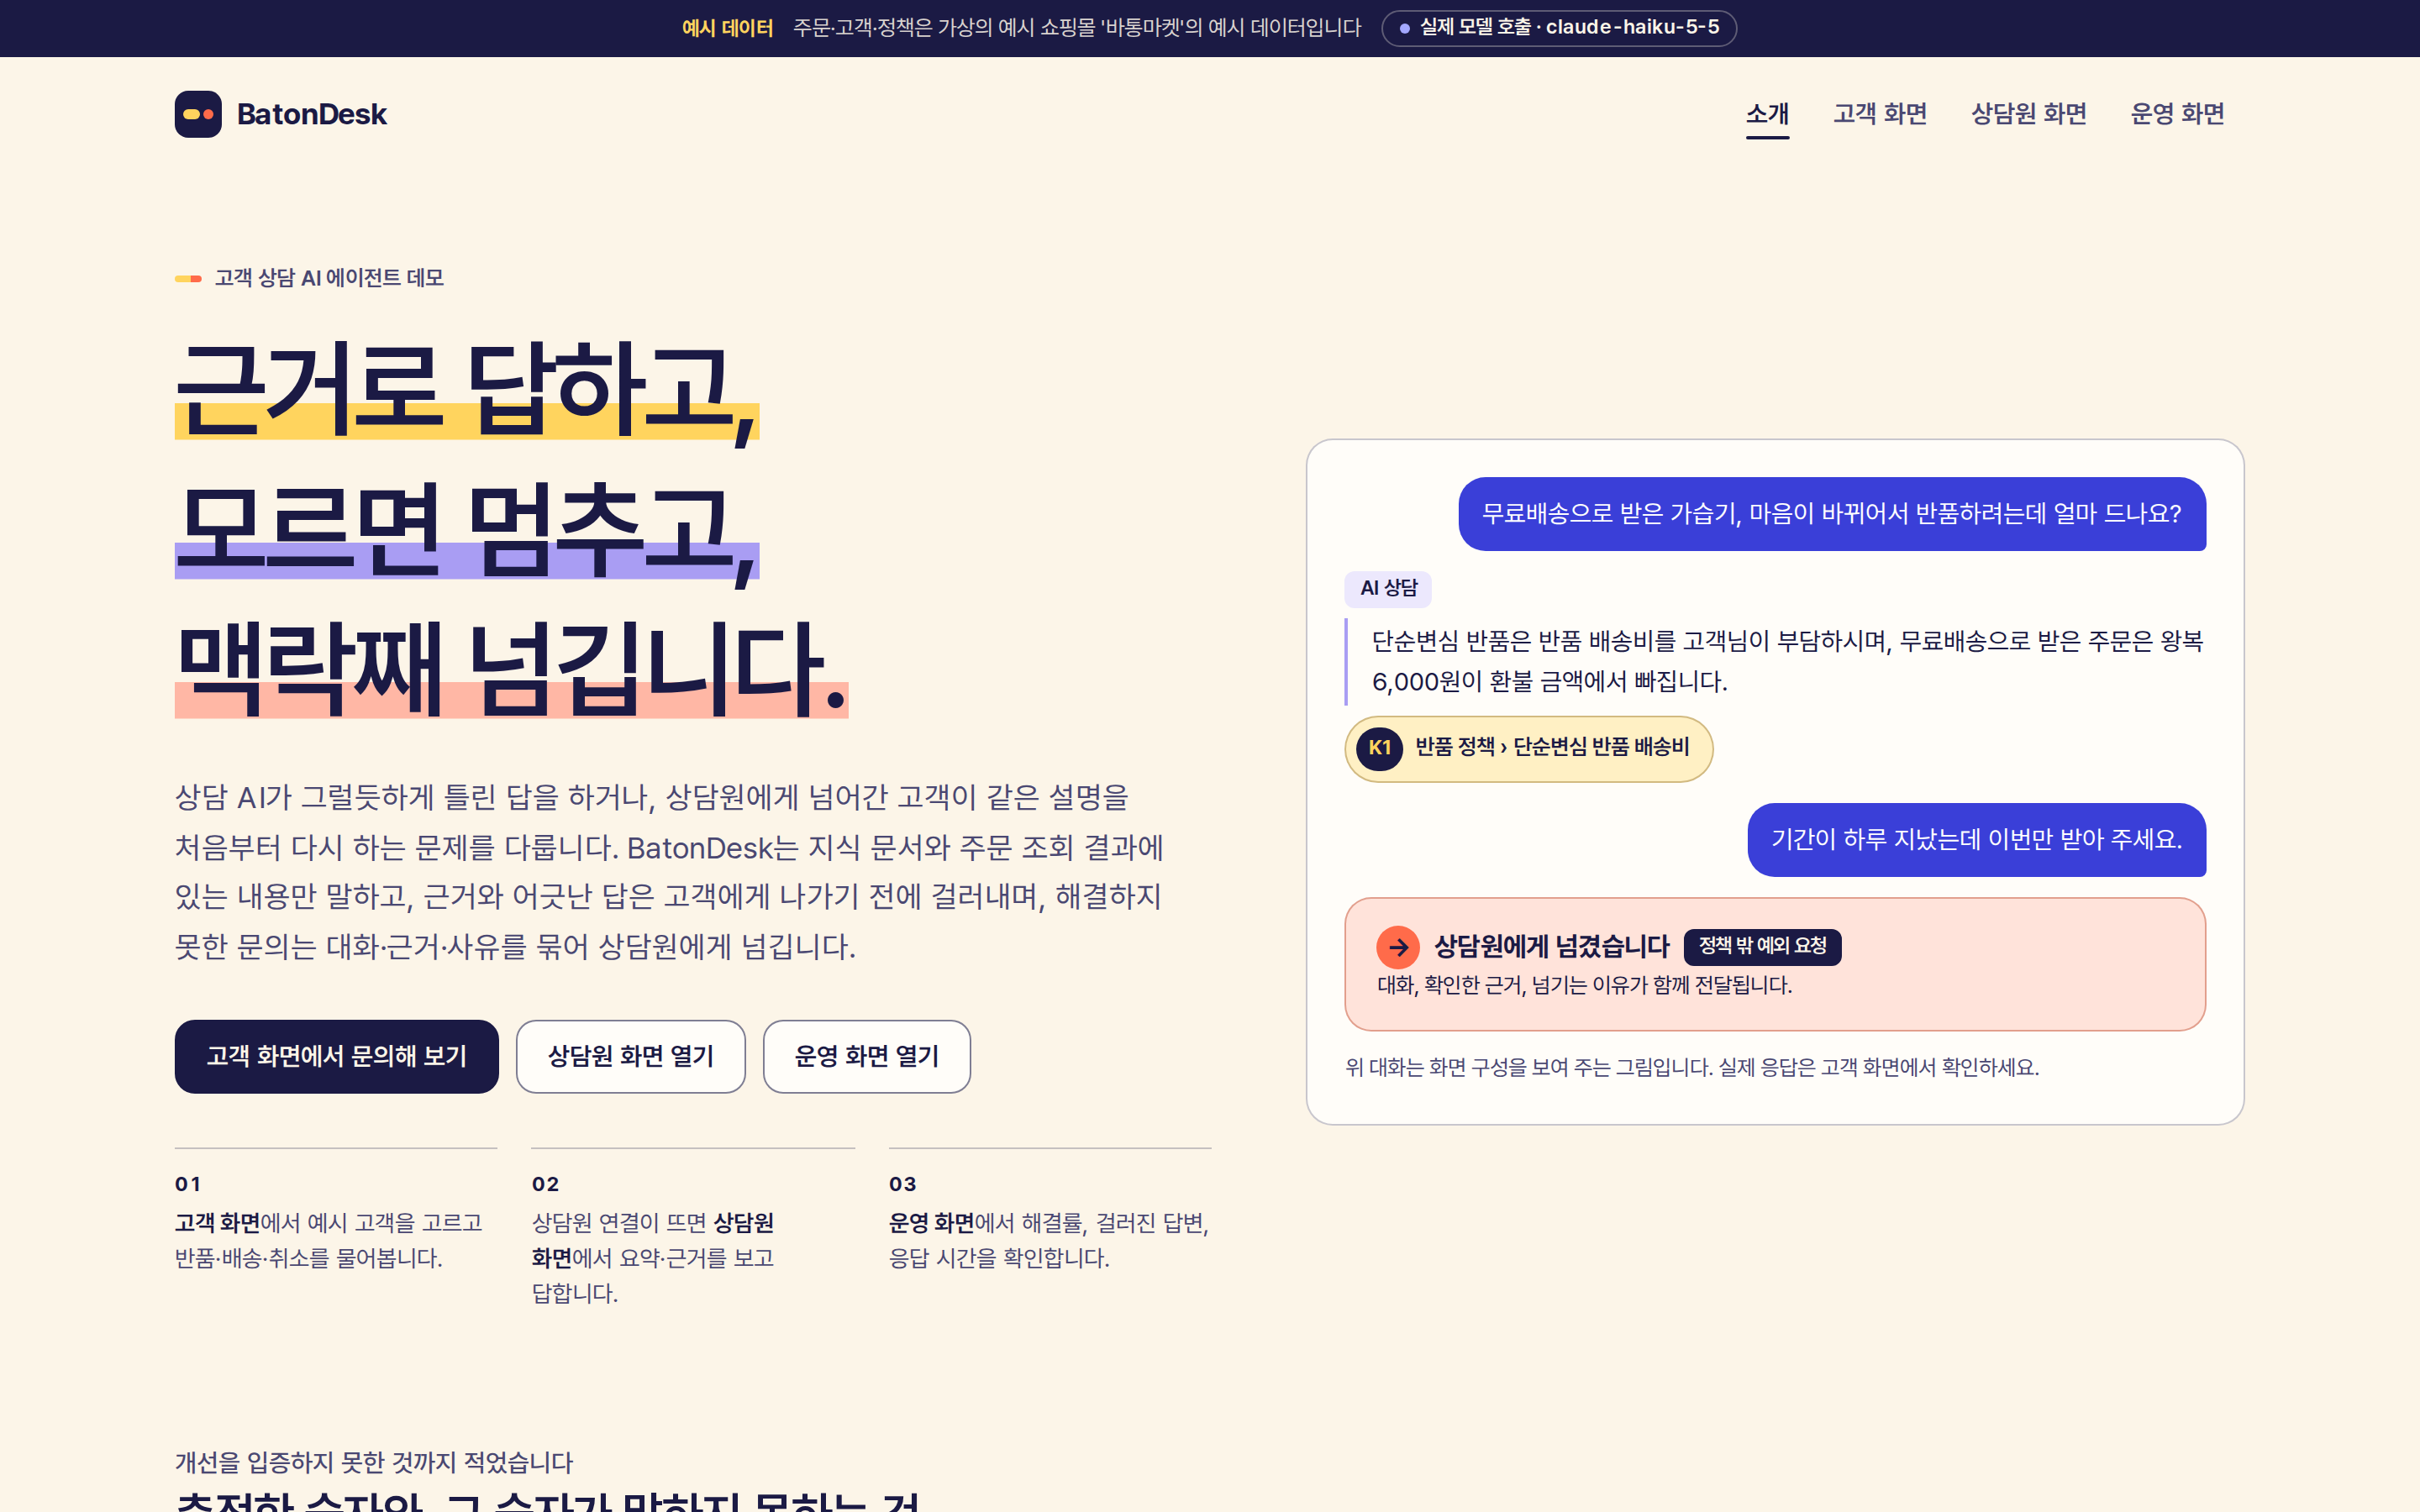 예시 데이터 주문·고객·정책은 가상의 예시 쇼핑몰 '바통마켓'의 예시 데이터입니다 실제 모델 호출 · claude-haiku-5-5
BatonDesk
소개 고객 화면 상담원 화면 운영 화면
고객 상담 AI 에이전트 데모
근거로 답하고,
모르면 멈추고,
맥락째 넘깁니다.
상담 AI가 그럴듯하게 틀린 답을 하거나, 상담원에게 넘어간 고객이 같은 설명을
처음부터 다시 하는 문제를 다룹니다. BatonDesk는 지식 문서와 주문 조회 결과에
있는 내용만 말하고, 근거와 어긋난 답은 고객에게 나가기 전에 걸러내며, 해결하지
못한 문의는 대화·근거·사유를 묶어 상담원에게 넘깁니다.
고객 화면에서 문의해 보기 상담원 화면 열기 운영 화면 열기
01
고객 화면에서 예시 고객을 고르고
반품·배송·취소를 물어봅니다.
02
상담원 연결이 뜨면 상담원
화면에서 요약·근거를 보고
답합니다.
03
운영 화면에서 해결률, 걸러진 답변,
응답 시간을 확인합니다.
무료배송으로 받은 가습기, 마음이 바뀌어서 반품하려는데 얼마 드나요?
AI 상담
단순변심 반품은 반품 배송비를 고객님이 부담하시며, 무료배송으로 받은 주문은 왕복
6,000원이 환불 금액에서 빠집니다.
K1 반품 정책 › 단순변심 반품 배송비
기간이 하루 지났는데 이번만 받아 주세요.
→ 상담원에게 넘겼습니다 정책 밖 예외 요청
대화, 확인한 근거, 넘기는 이유가 함께 전달됩니다.
위 대화는 화면 구성을 보여 주는 그림입니다. 실제 응답은 고객 화면에서 확인하세요.
개선을 입증하지 못한 것까지 적었습니다
측정한 숫자와, 그 숫자가 말하지 못하는 것